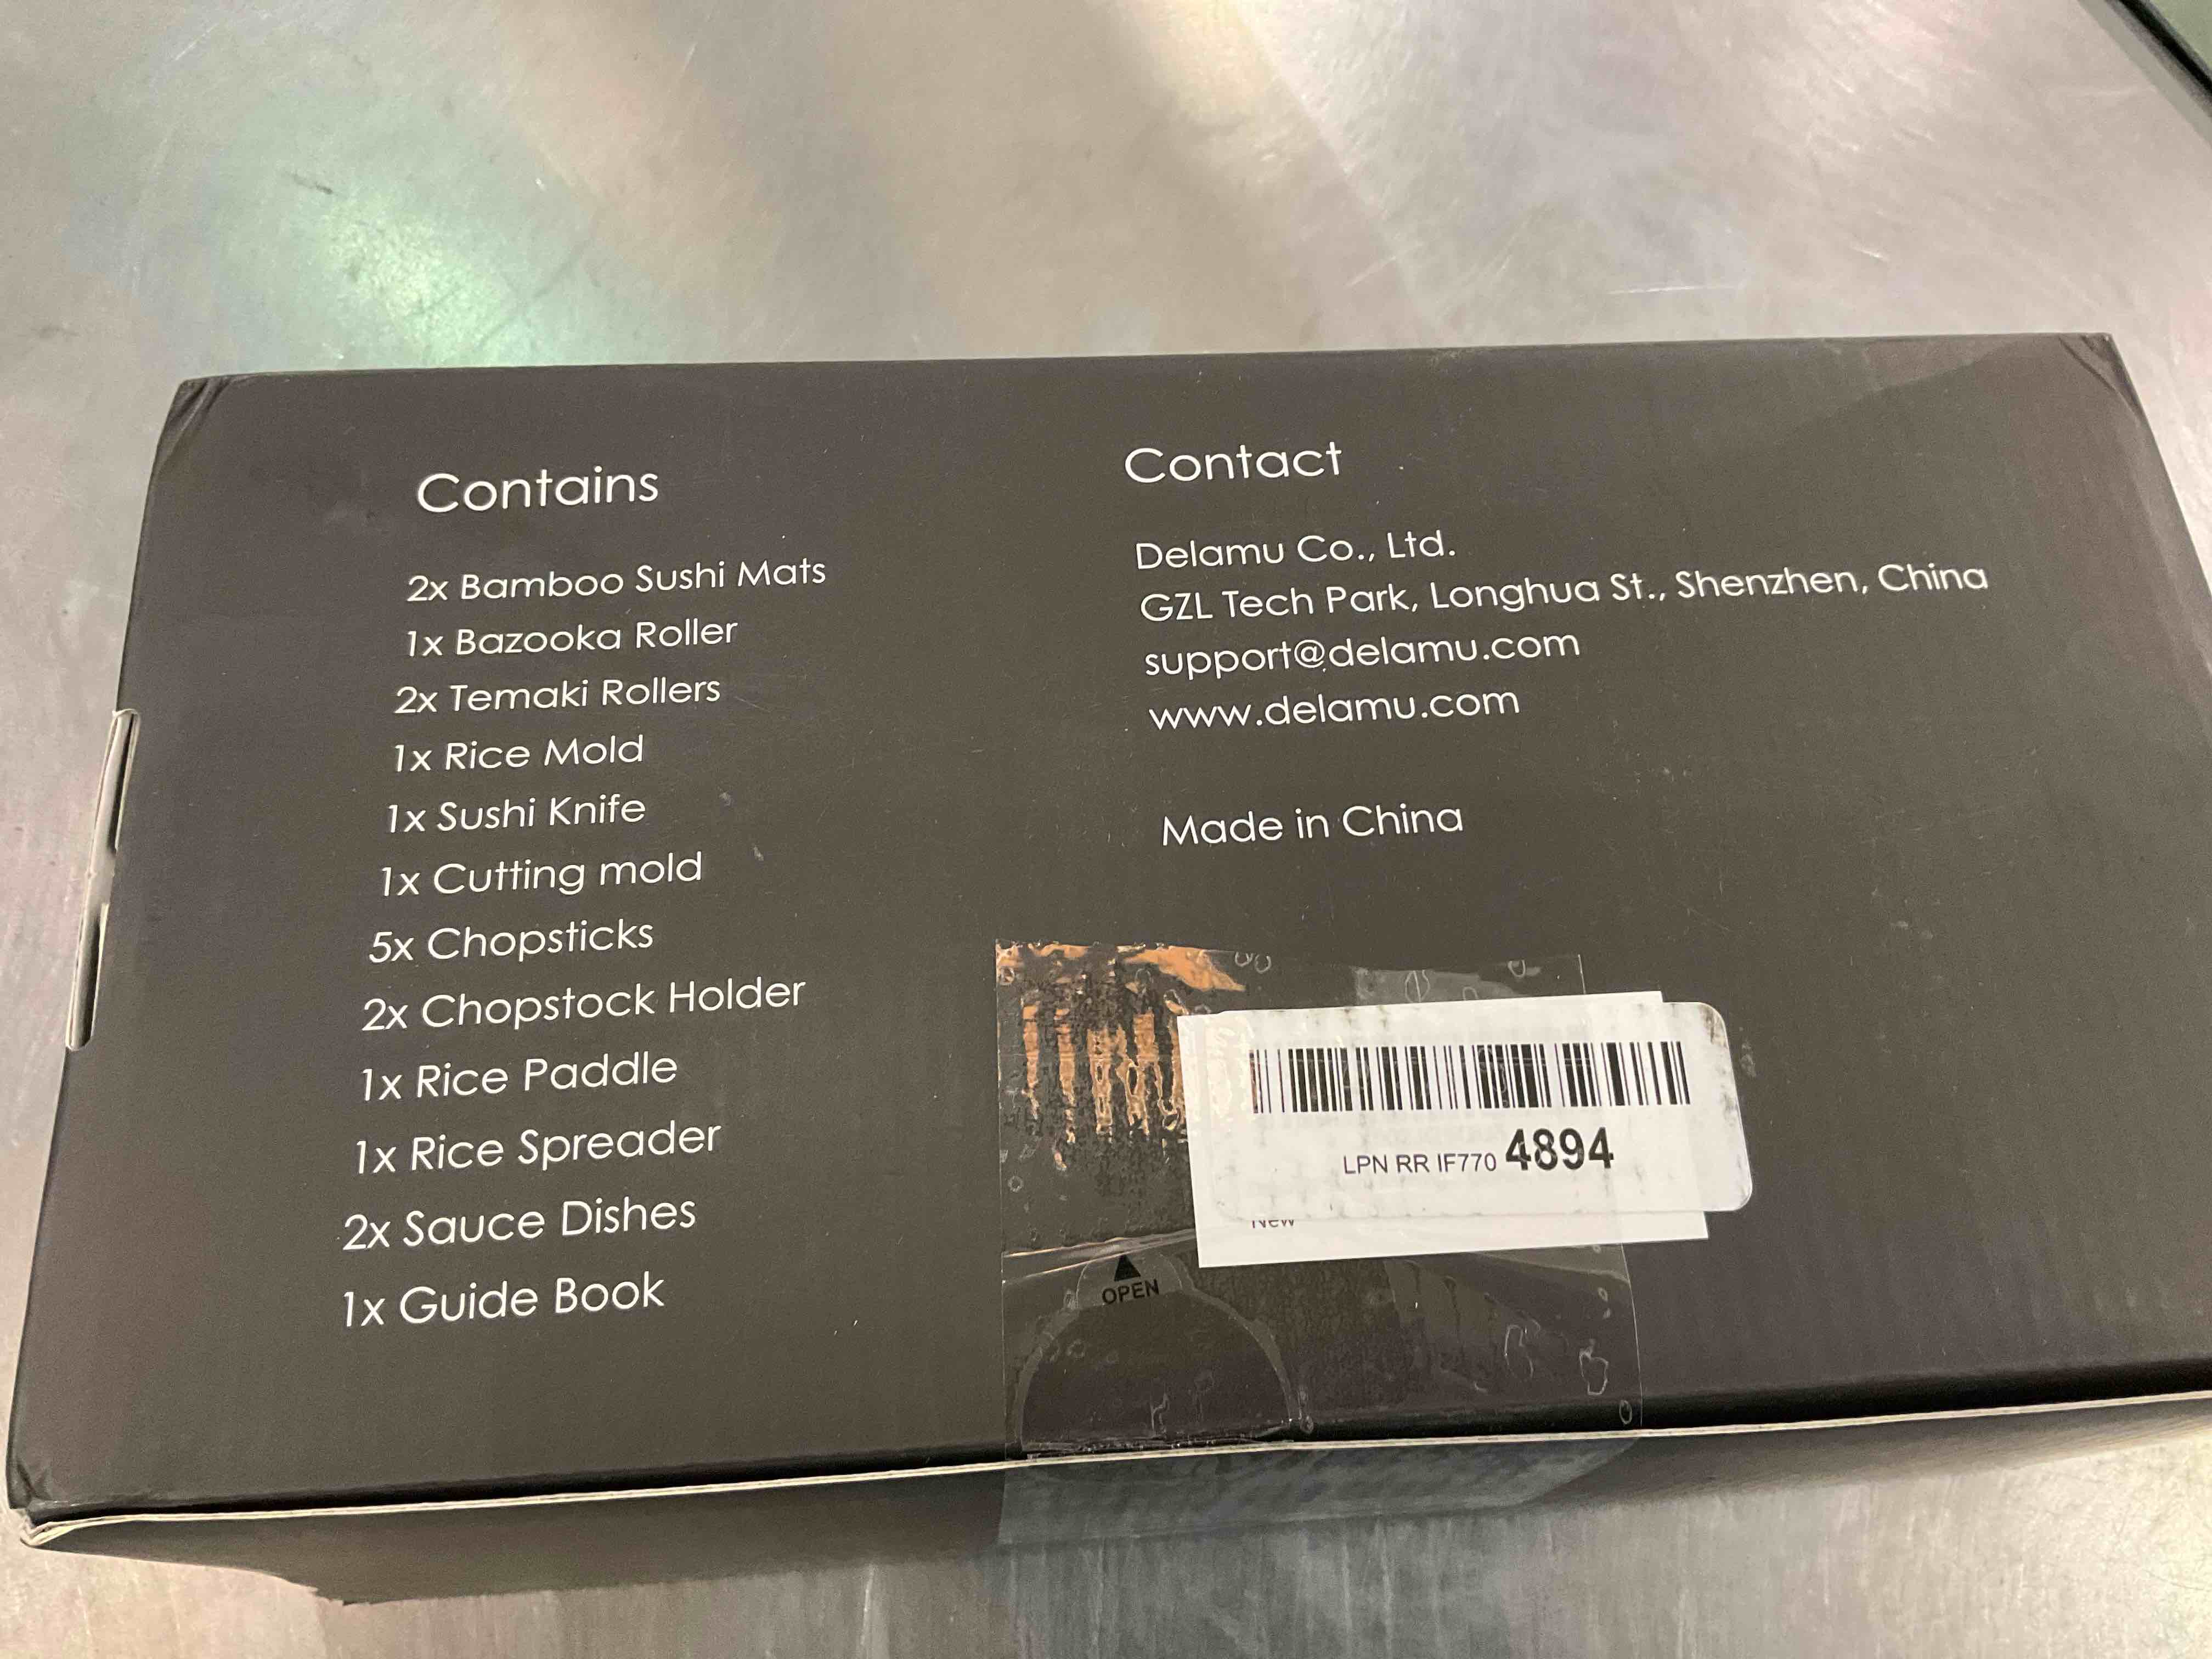 Contains
2x Bamboo Sushi Mats
1x Bazooka Roller
2x Temaki Rollers
1x Rice Mold
1x Sushi Knife
1x Cutting mold
5x Chopsticks
2x Chopstock Holder
1x Rice Paddle
1x Rice Spreader
2x Sauce Dishes
1x Guide Book
Contact
Delamu Co., Ltd.
GZL Tech Park, Longhua St., Shenzhen, China
support@delamu.com
www.delamu.com
Made in China
LPN RR IF770 4894
New
OPEN